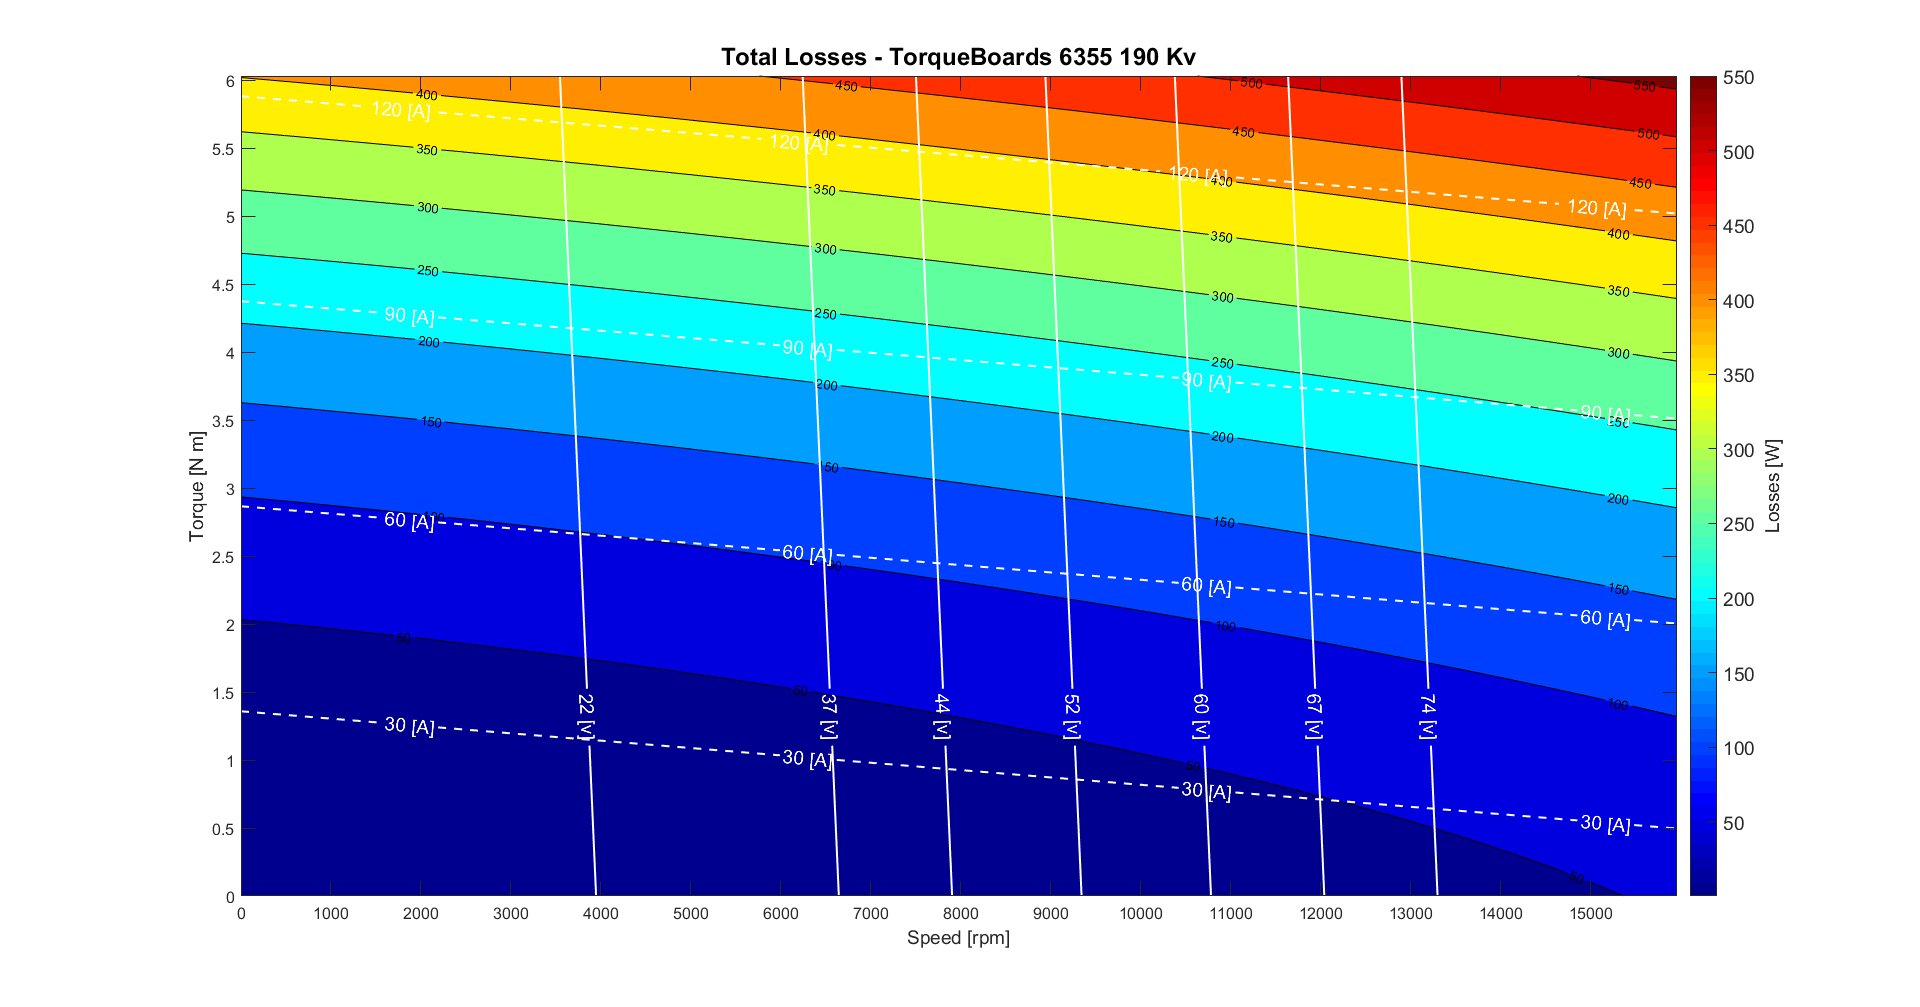 Total Losses - TorqueBoards 6355 190 Kv
6
5.5
5
4.5
4
3.5
3
2.5
2
1.5
1
0.5
0
Torque [N m]
0 1000 2000 3000 4000 5000 6000 7000 8000 9000 10000 11000 12000 13000 14000 15000
Speed [rpm]
450 500 550
400 400 450 500
350 350 400 450
300 300 350 400
250 250 300 350
200 200 250 300
150 150 200 250
100 150 200
50 50 100 150
50 100
50
120 [A] 120 [A] 120 [A] 120 [A]
90 [A] 90 [A] 90 [A] 90 [A]
60 [A] 60 [A] 60 [A] 60 [A]
30 [A] 30 [A] 30 [A] 30 [A]
22 [v] 37 [v] 44 [v] 52 [v] 60 [v] 67 [v] 74 [v]
550
500
450
400
350
300
250
200
150
100
50
Losses [W]